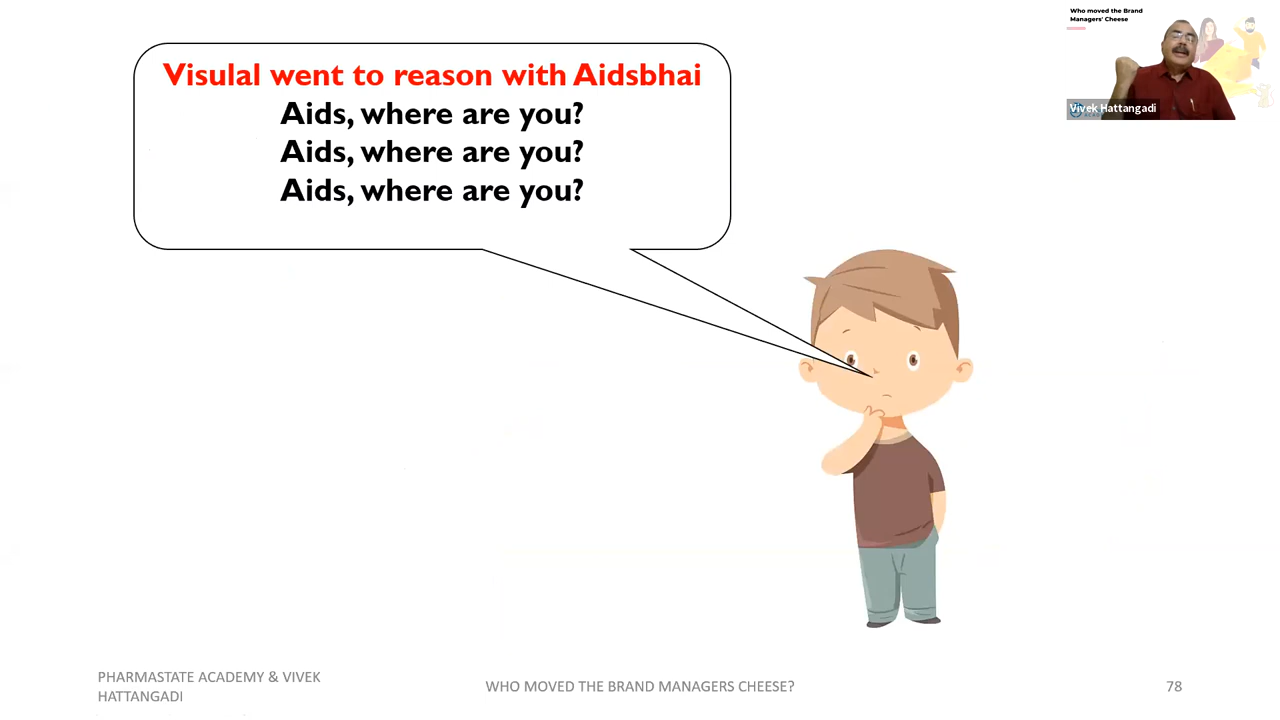 Who moved the Brand
Managers' Cheese
Vivek Hattangadi
Visulal went to reason with Aidsbhai
Aids, where are you?
Aids, where are you?
Aids, where are you?
PHARMASTATE ACADEMY & VIVEK
HATTANGADI
WHO MOVED THE BRAND MANAGERS CHEESE?
78